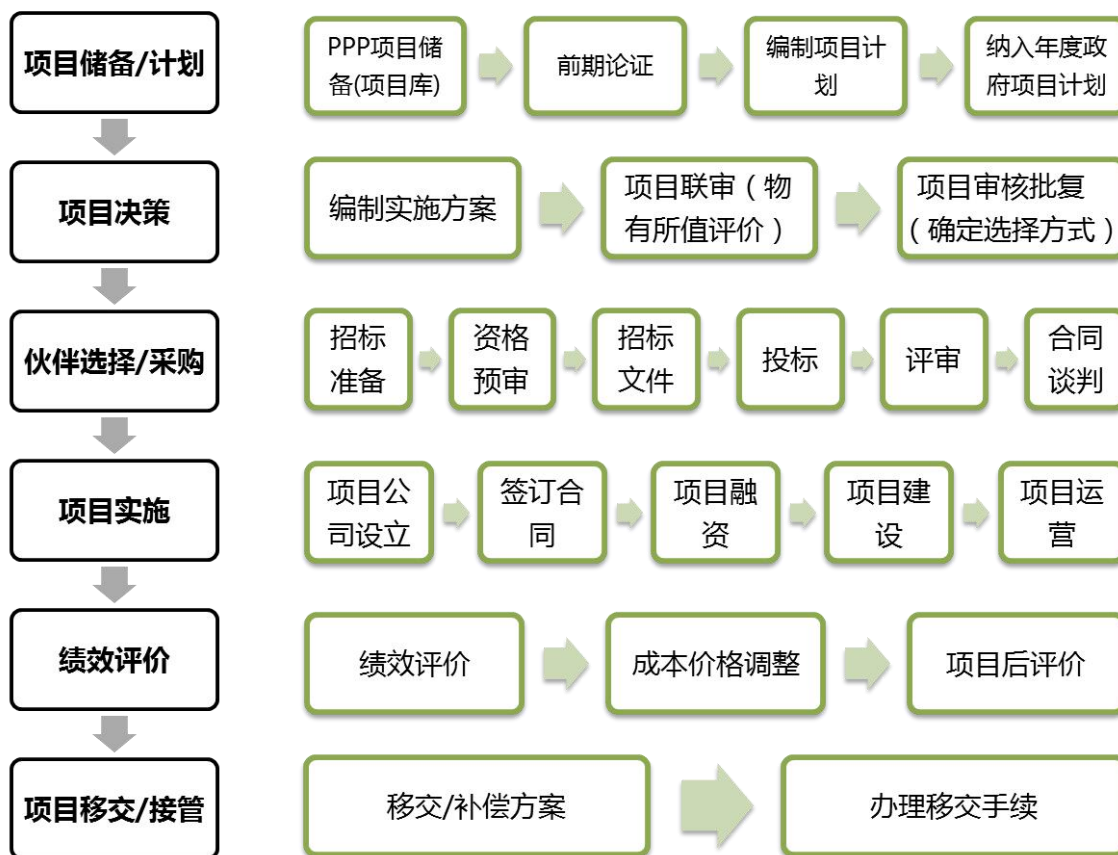 项目储备/计划
PPP项目储
备(项目库)
前期论证
编制项目计
划
纳入年度政
府项目计划
项目决策
编制实施方案
项目联审（物
有所值评价）
项目审核批复
（确定选择方式）
伙伴选择/采购
招标
准备
资格
预审
招标
文件
投标
评审
合同
谈判
项目实施
项目公
司设立
签订合
同
项目融
资
项目建
设
项目运
营
绩效评价
绩效评价
成本价格调整
项目后评价
项目移交/接管
移交/补偿方案
办理移交手续